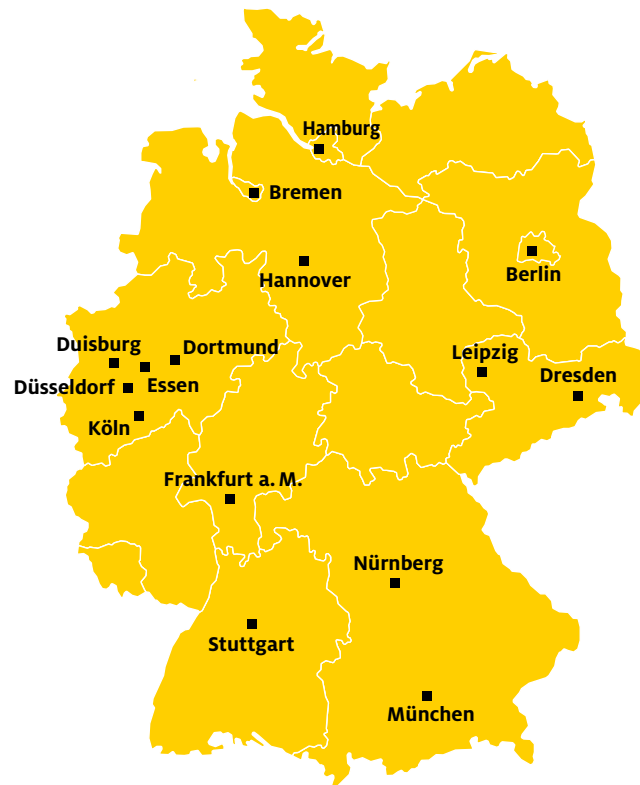 Hamburg
Bremen
Hannover
Berlin
Duisburg
Dortmund
Leipzig
Düsseldorf
Essen
Dresden
Köln
Frankfurt a. M.
Nürnberg
Stuttgart
München